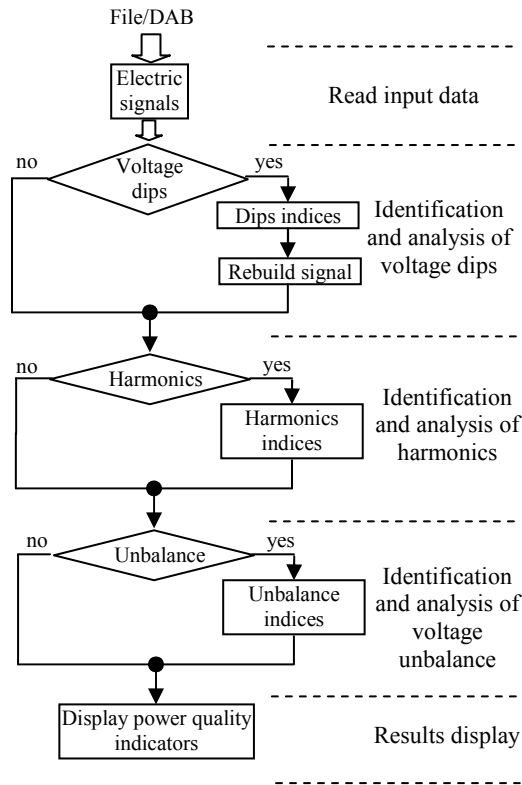 File/DAB
Electric
signals
Read input data
no
Voltage
dips
yes
Dips indices
Rebuild signal
Identification
and analysis of
voltage dips
no
Harmonics
yes
Harmonics
indices
Identification
and analysis of
harmonics
no
Unbalance
yes
Unbalance
indices
Identification
and analysis of
voltage
unbalance
Display power quality
indicators
Results display